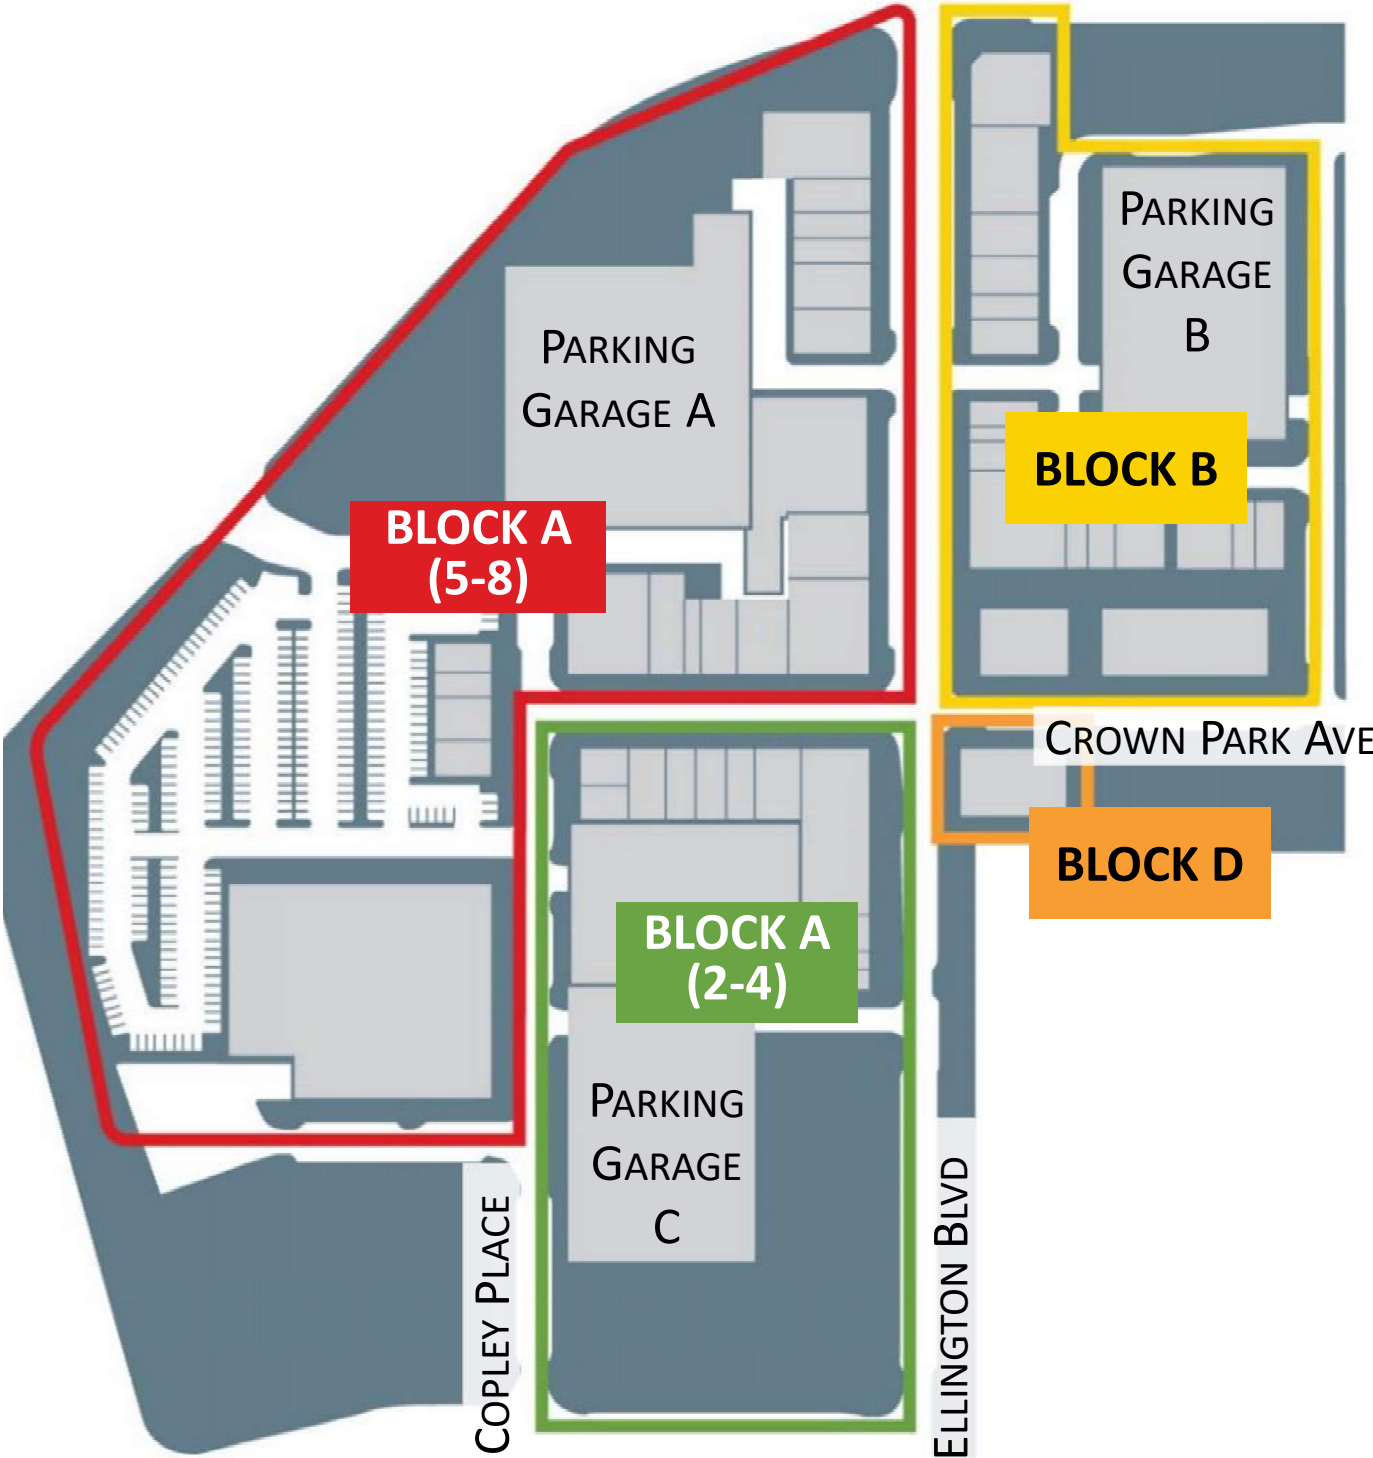 PARKING
GARAGE
B
PARKING
GARAGE A
BLOCK B
BLOCK A
(5-8)
CROWN PARK AVE
BLOCK D
BLOCK A
(2-4)
PARKING
GARAGE
C
COPLEY PLACE
ELLINGTON BLVD